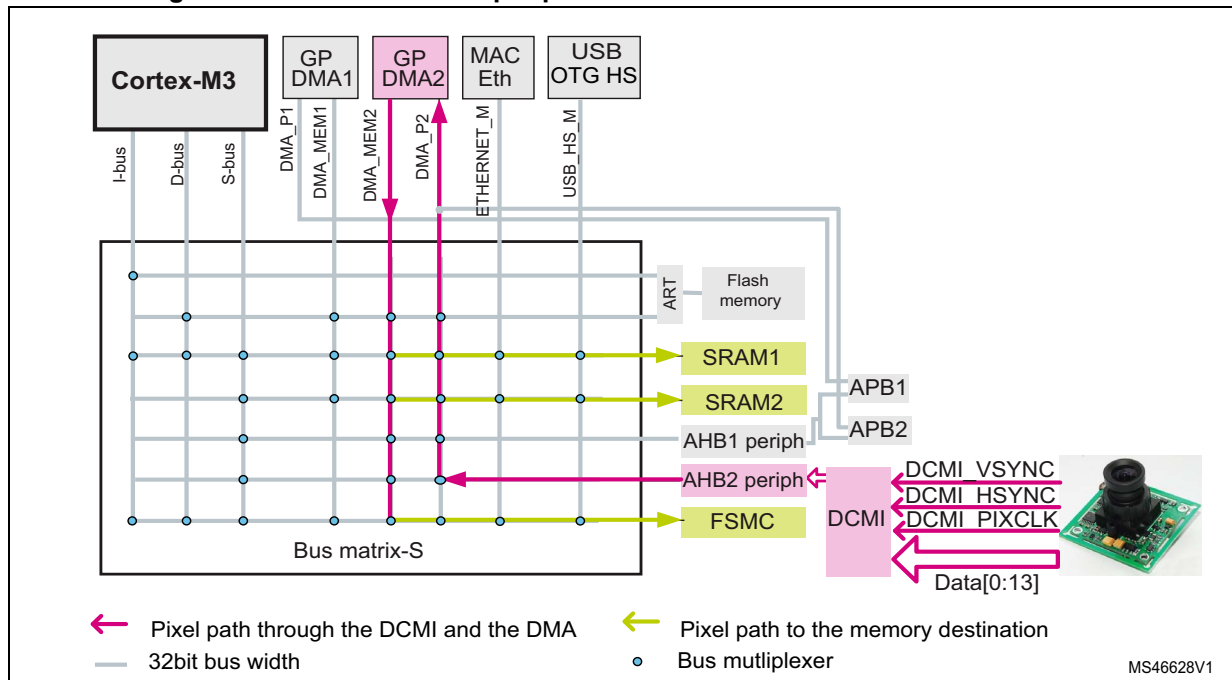 Cortex-M3
GP
DMA1
GP
DMA2
MAC
Eth
USB
OTG HS
I-bus
D-bus
S-bus
DMA_P1
DMA_MEM1
DMA_MEM2
DMA_P2
ETHERNET_M
USB_HS_M
ART
Flash
memory
SRAM1
SRAM2
AHB1 periph
AHB2 periph
FSMC
APB1
APB2
DCMI
DCMI_VSYNC
DCMI_HSYNC
DCMI_PIXCLK
Data[0:13]
Bus matrix-S
Pixel path through the DCMI and the DMA
Pixel path to the memory destination
32bit bus width
Bus mutliplexer
MS46628V1